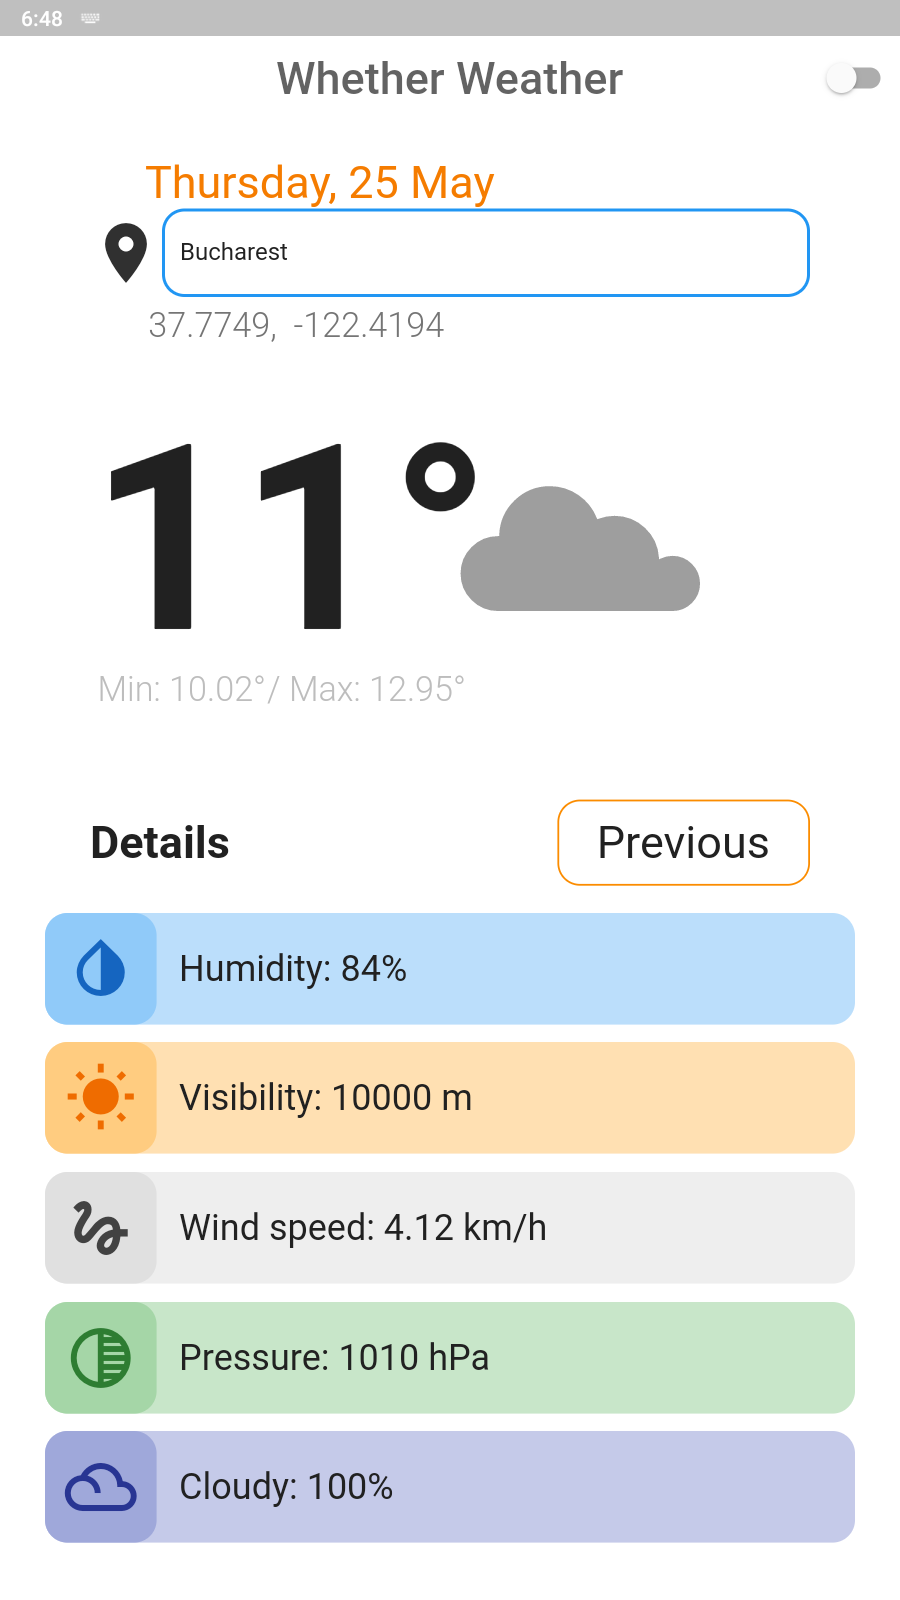 6:48
Whether Weather
Thursday, 25 May
Bucharest
37.7749, -122.4194
11°
Min: 10.02°/ Max: 12.95°
Details
Previous
Humidity: 84%
Visibility: 10000 m
Wind speed: 4.12 km/h
Pressure: 1010 hPa
Cloudy: 100%